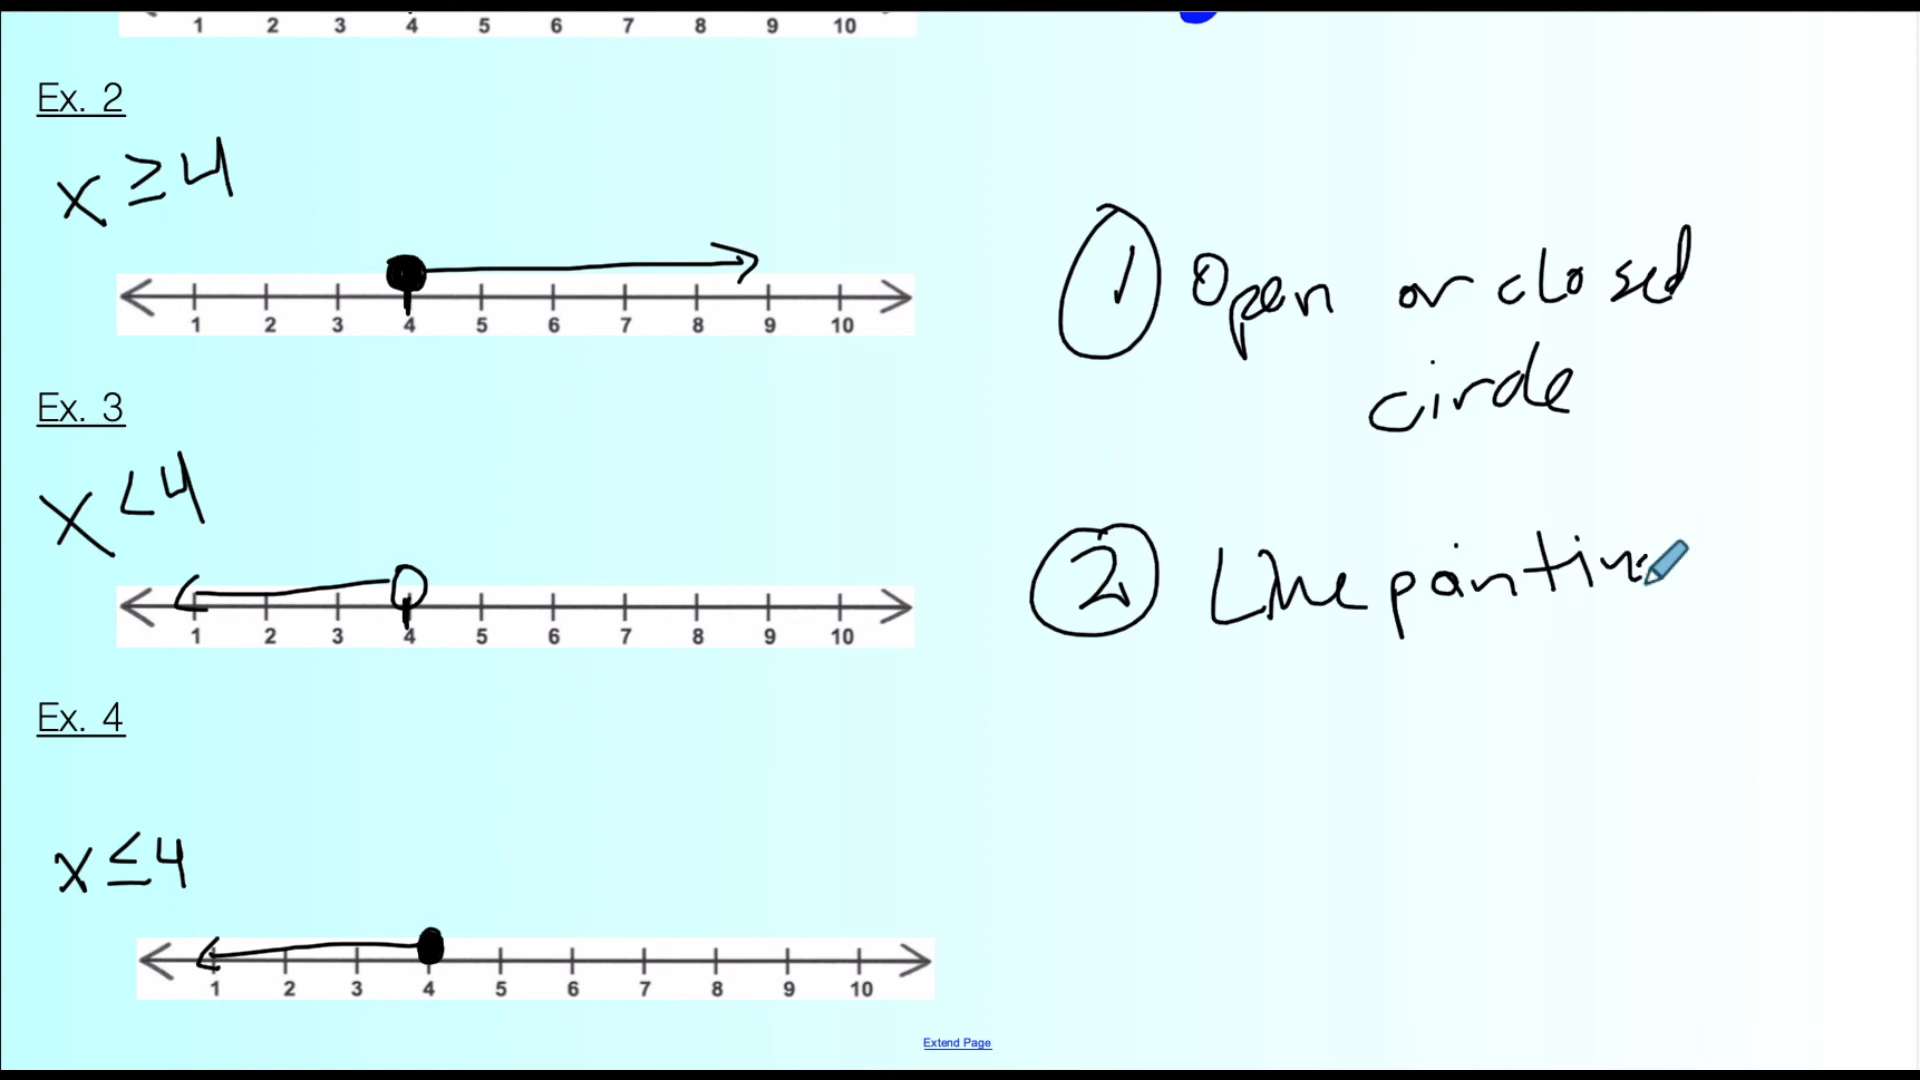 1 2 3 4 5 6 7 8 9 10
Ex. 2
x ≥ 4
1 2 3 4 5 6 7 8 9 10
Ex. 3
x < 4
1 2 3 4 5 6 7 8 9 10
Ex. 4
x ≤ 4
1 2 3 4 5 6 7 8 9 10
① Open or closed
circle
② Line pointin
Extend Page